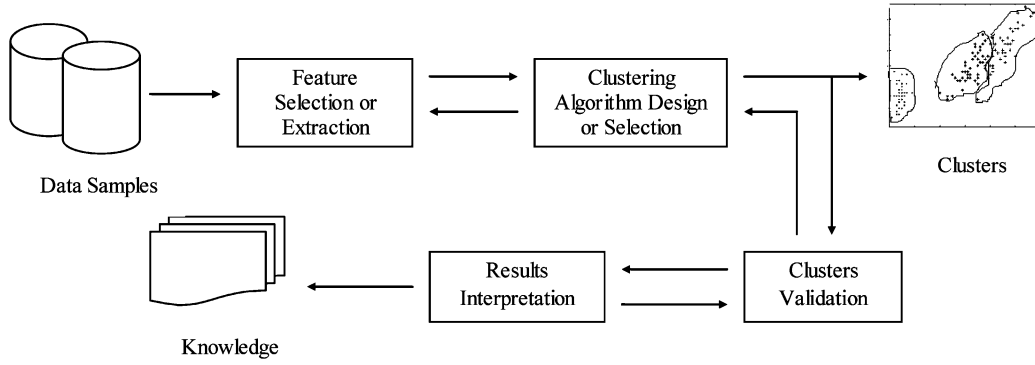 Feature
Selection or
Extraction
Clustering
Algorithm Design
or Selection
Clusters
Data Samples
Results
Interpretation
Clusters
Validation
Knowledge